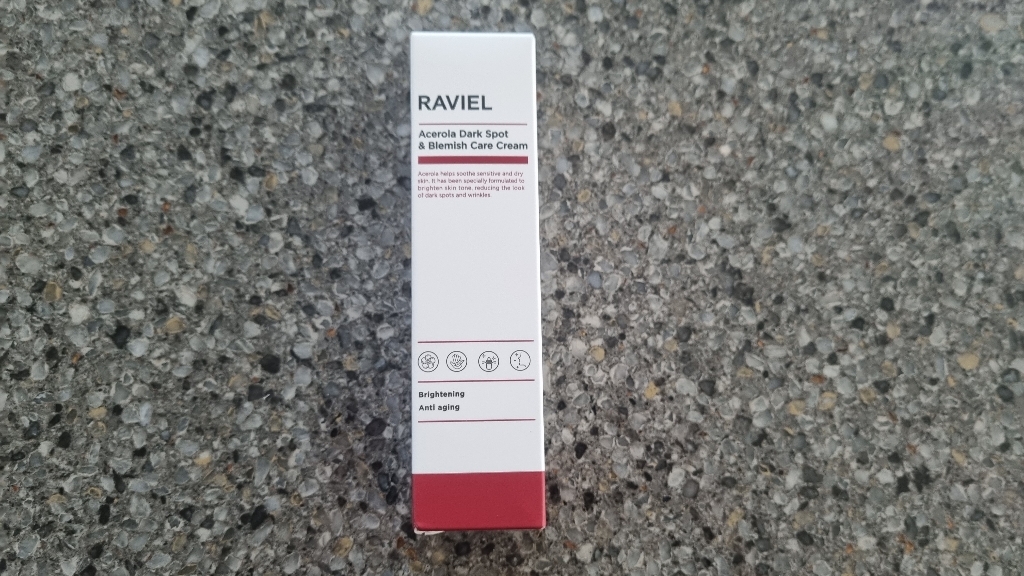 RAVIEL
Acerola Dark Spot
& Blemish Care Cream
Acerola helps soothe sensitive and dry
skin. It has been specially formulated to
brighten skin tone, reducing the look
of dark spots and wrinkles.
Brightening
Anti aging